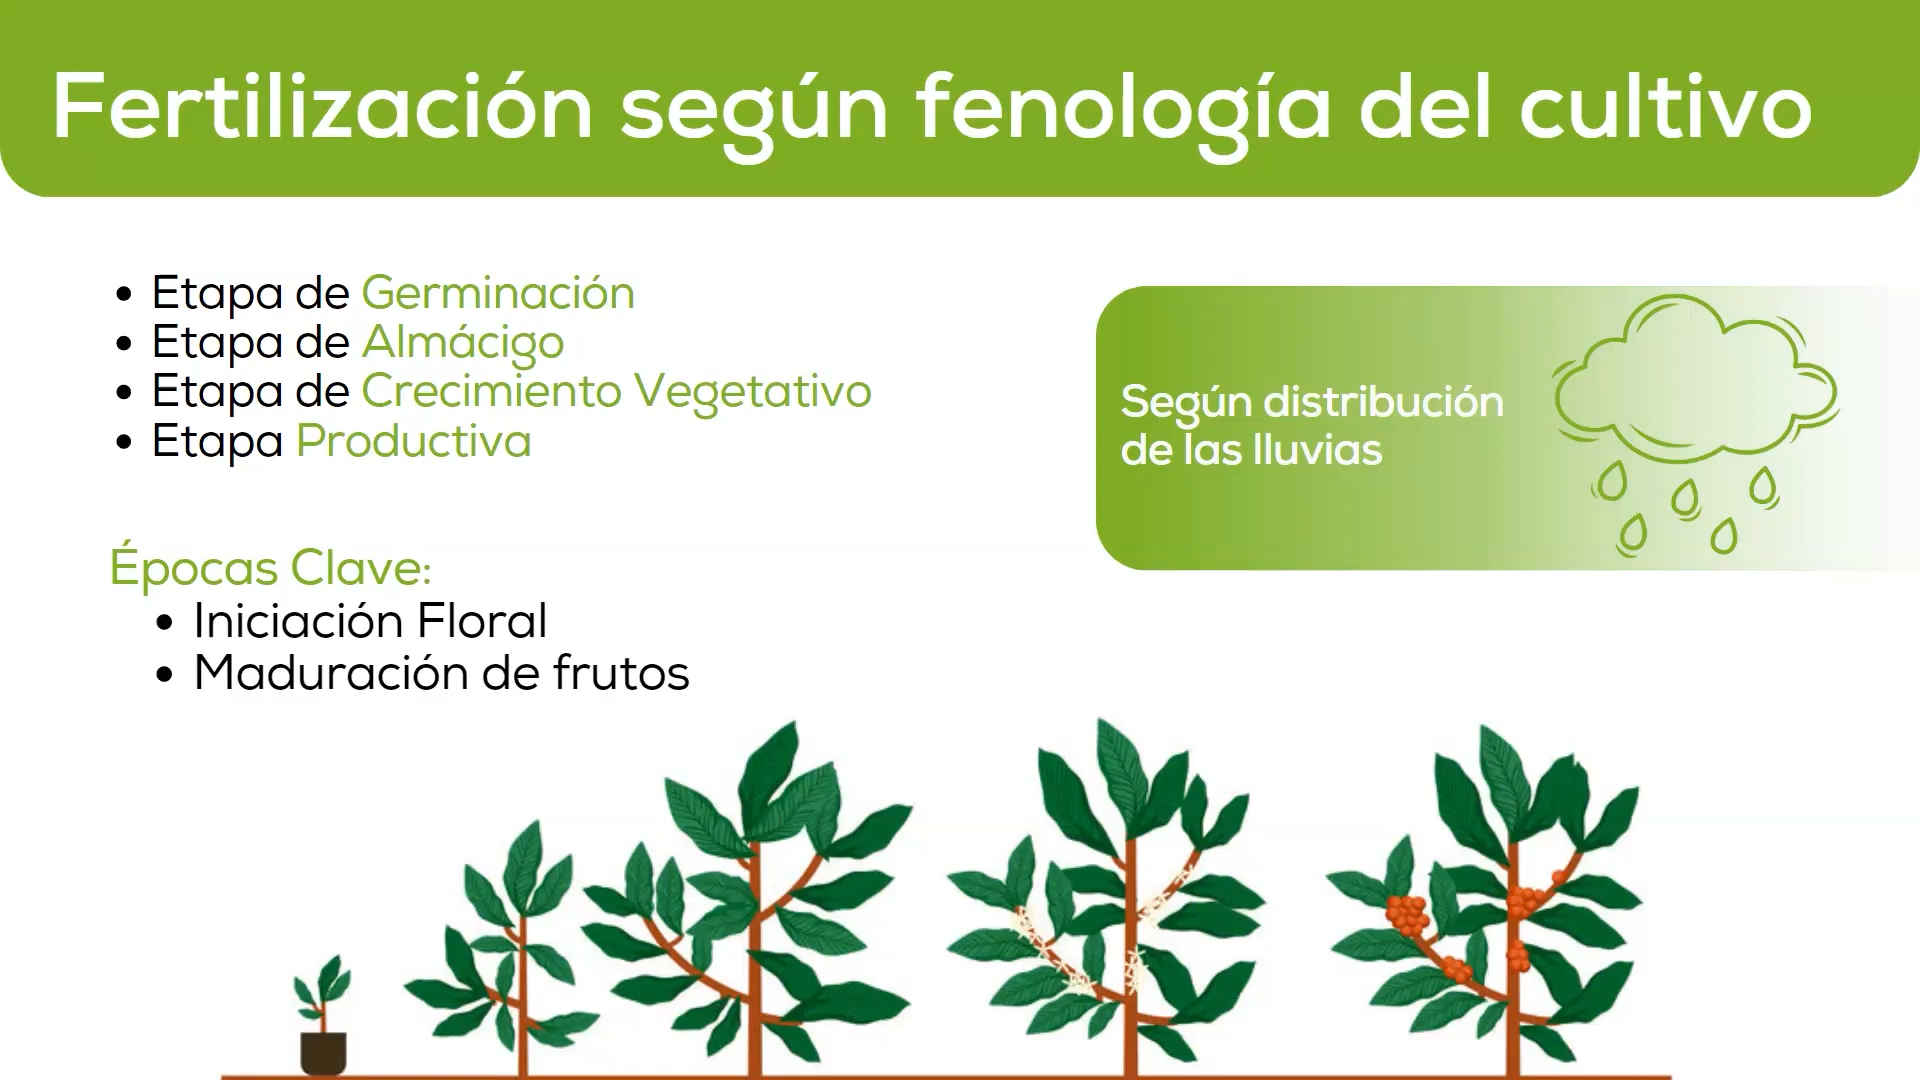 Fertilización según fenología del cultivo
• Etapa de Germinación
• Etapa de Almácigo
• Etapa de Crecimiento Vegetativo
• Etapa Productiva
Épocas Clave:
• Iniciación Floral
• Maduración de frutos
Según distribución
de las lluvias